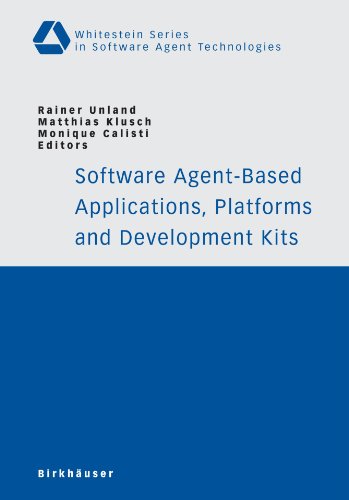 Whitestein Series
in Software Agent Technologies
Rainer Unland
Matthias Klusch
Monique Calisti
Editors
Software Agent-Based
Applications, Platforms
and Development Kits
Birkhäuser